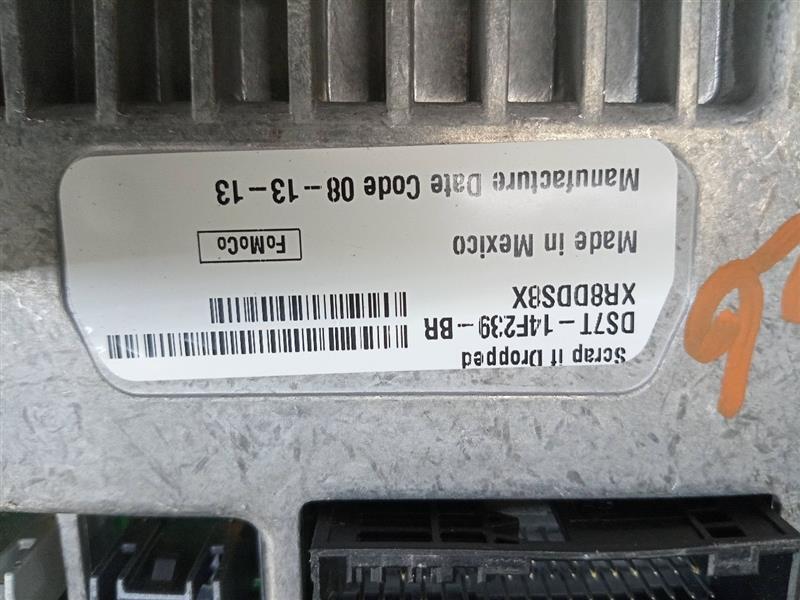 Scrap if Dropped
DS7T-14F239-BR
XR8DDS8X
Made in Mexico FoMoCo
Manufacture Date Code 08-13-13